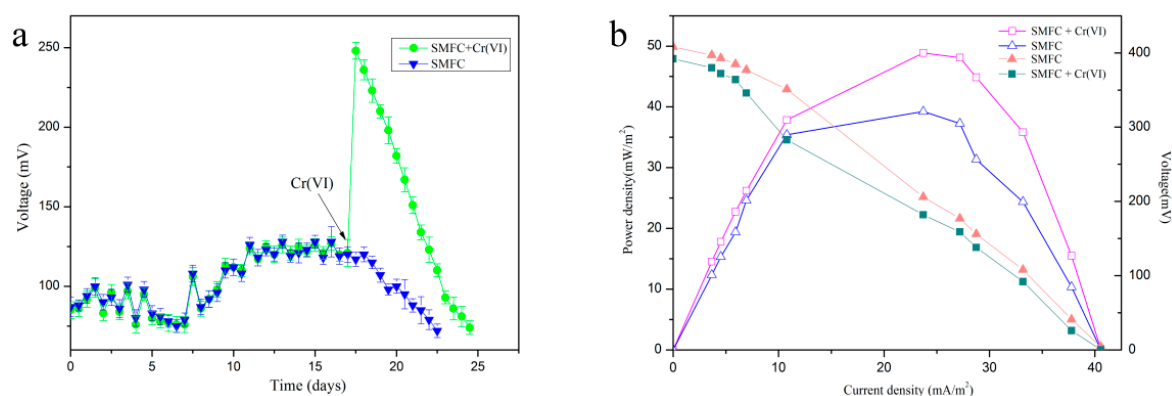 a
SMFC+Cr(VI)
SMFC
250
200
150
100
Voltage (mV)
Cr(VI)
0
5
10
15
20
25
Time (days)
b
SMFC + Cr(VI)
SMFC
SMFC
SMFC + Cr(VI)
50
40
30
20
10
0
Power density(mW/m²)
400
300
200
100
0
Voltage(mV)
0
10
20
30
40
Current density (mA/m²)